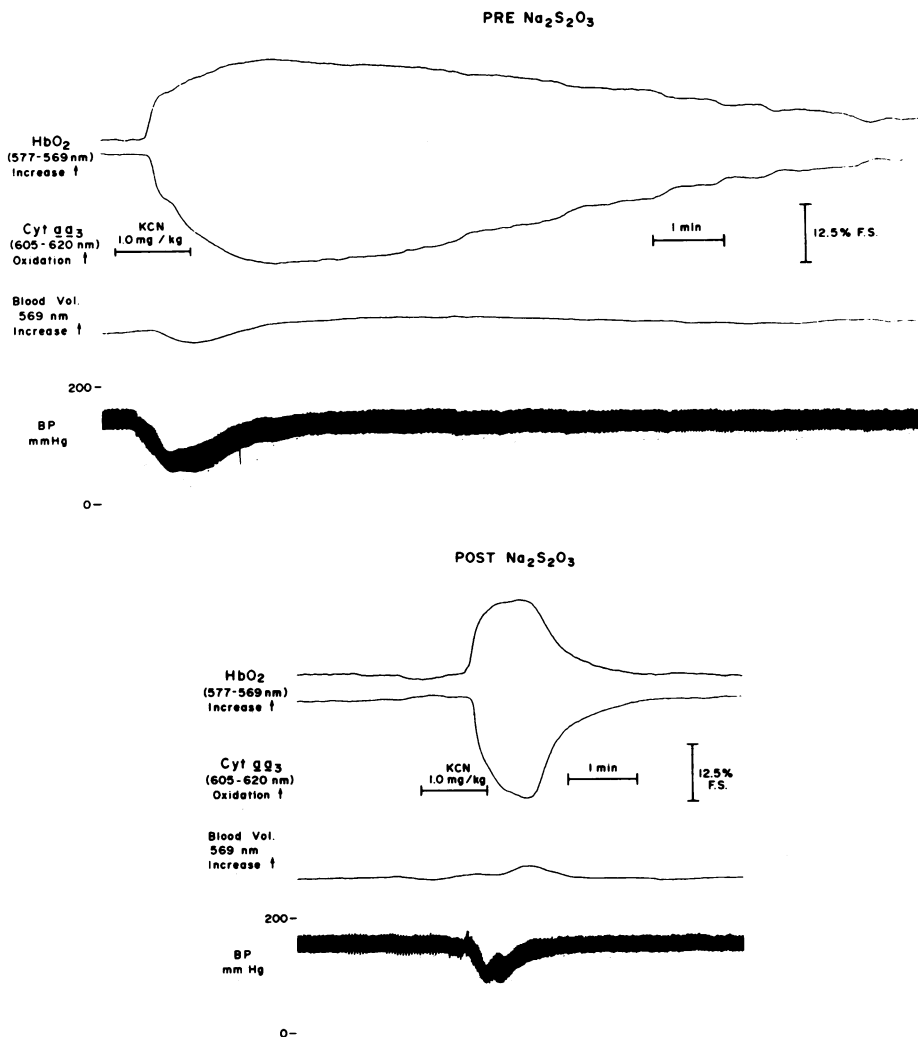 PRE Na2S2O3
HbO2
(577-569 nm)
Increase ↑
Cyt aa3
(605-620 nm)
Oxidation ↑
KCN
1.0 mg / kg
1 min
12.5% F.S.
Blood Vol.
569 nm
Increase ↑
200-
BP
mmHg
0-
POST Na2S2O3
HbO2
(577-569 nm)
Increase ↑
Cyt aa3
(605-620 nm)
Oxidation ↑
KCN
1.0 mg/kg
1 min
12.5%
F.S.
Blood Vol.
569 nm
Increase ↑
200-
BP
mm Hg
0-